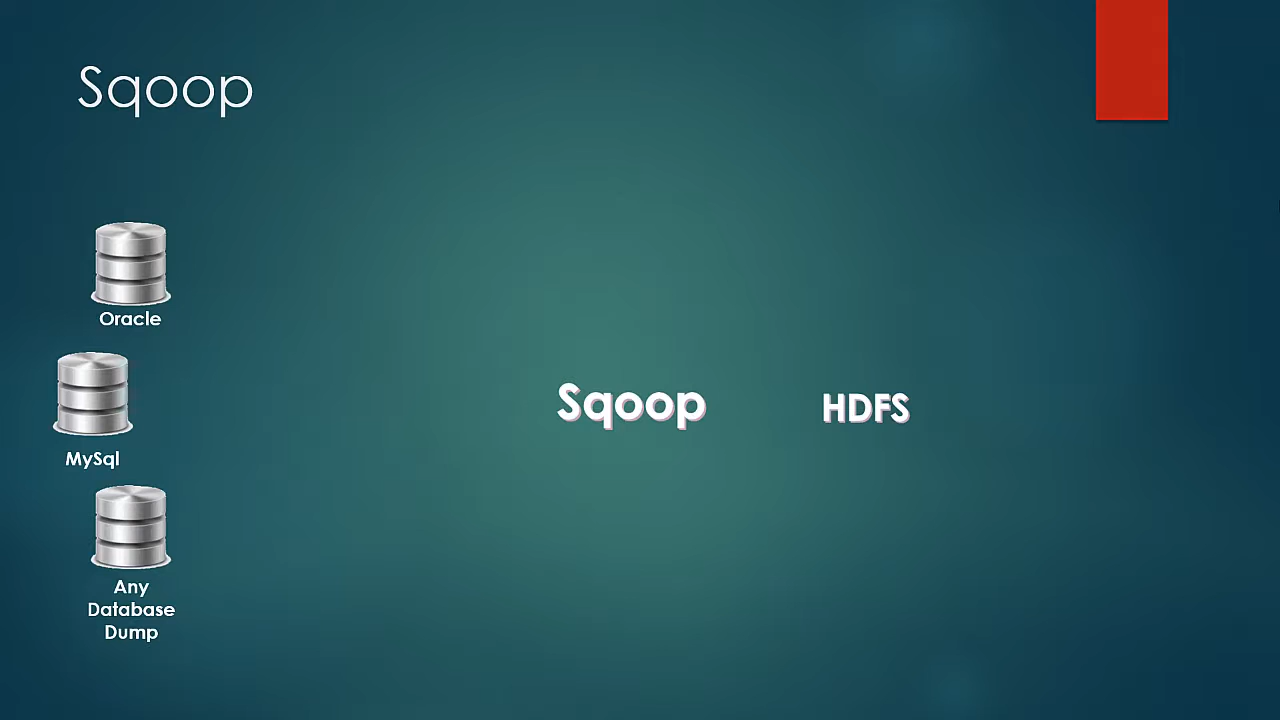 Sqoop
Oracle
MySql
Sqoop
HDFS
Any
Database
Dump